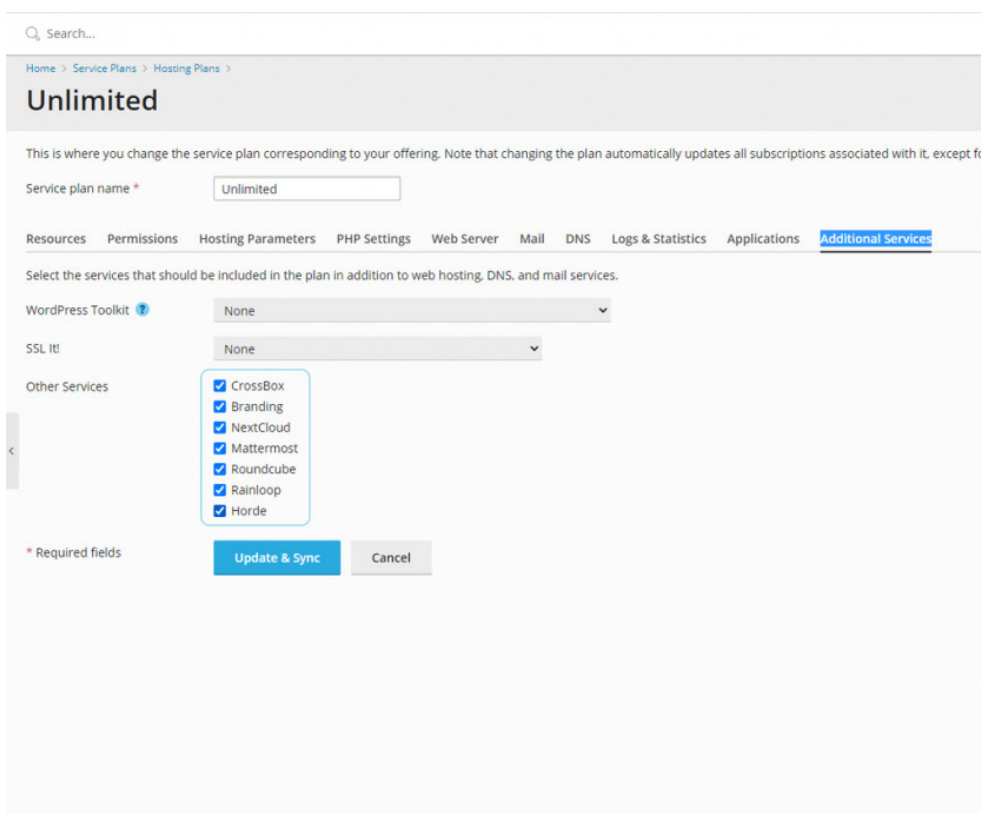 Search...
Home > Service Plans > Hosting Plans >
Unlimited
This is where you change the service plan corresponding to your offering. Note that changing the plan automatically updates all subscriptions associated with it, except
Service plan name * Unlimited
Resources Permissions Hosting Parameters PHP Settings Web Server Mail DNS Logs & Statistics Applications Additional Services
Select the services that should be included in the plan in addition to web hosting, DNS, and mail services.
WordPress Toolkit ? None
SSL It! None
Other Services
CrossBox
Branding
NextCloud
Mattermost
Roundcube
Rainloop
Horde
* Required fields Update & Sync Cancel